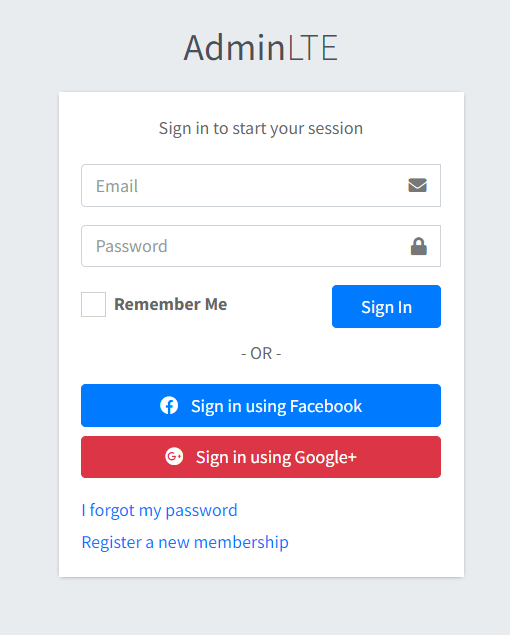 AdminLTE
Sign in to start your session
Email
Password
Remember Me
Sign In
- OR -
Sign in using Facebook
Sign in using Google+
I forgot my password
Register a new membership